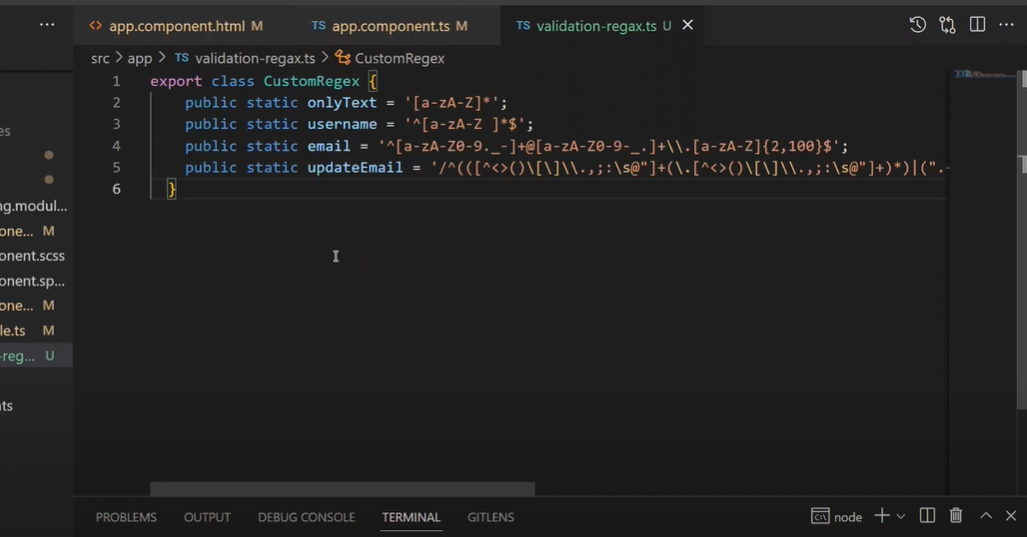 app.component.html M
TS app.component.ts M
TS validation-regax.ts U
src > app > TS validation-regax.ts > CustomRegex
es
ng.modul...
one... M
onent.scss
onent.sp...
one... M
le.ts M
-reg... U
nts
1 export class CustomRegex {
2 public static onlyText = '[a-zA-Z]*';
3 public static username = '^[a-zA-Z ]*$';
4 public static email = '^[a-zA-Z0-9._-]+@[a-zA-Z0-9-_.]+\\.[a-zA-Z]{2,100}$';
5 public static updateEmail = '/^(([^<>()\[\]\\.,;:\s@"]+(\.[^<>()\[\]\\.,;:\s@"]+)*)|(".
6 }
PROBLEMS OUTPUT DEBUG CONSOLE TERMINAL GITLENS
node